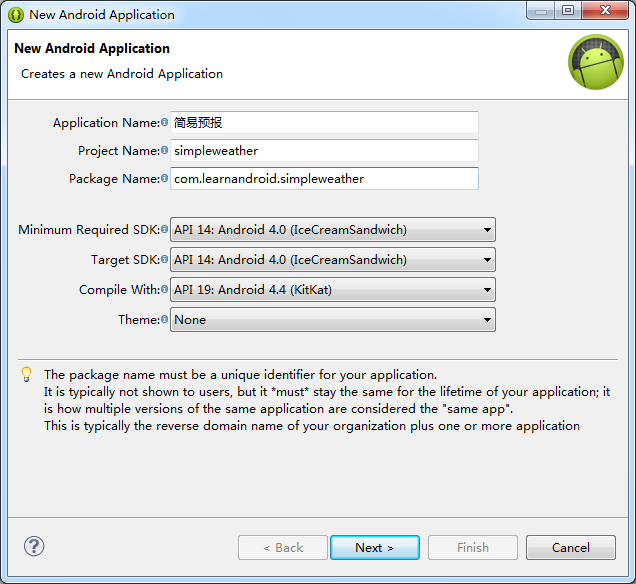 New Android Application
New Android Application
Creates a new Android Application
Application Name: 简易预报
Project Name: simpleweather
Package Name: com.learnandroid.simpleweather
Minimum Required SDK: API 14: Android 4.0 (IceCreamSandwich)
Target SDK: API 14: Android 4.0 (IceCreamSandwich)
Compile With: API 19: Android 4.4 (KitKat)
Theme: None
The package name must be a unique identifier for your application.
It is typically not shown to users, but it *must* stay the same for the lifetime of your application; it
is how multiple versions of the same application are considered the "same app".
This is typically the reverse domain name of your organization plus one or more application
? < Back Next > Finish Cancel